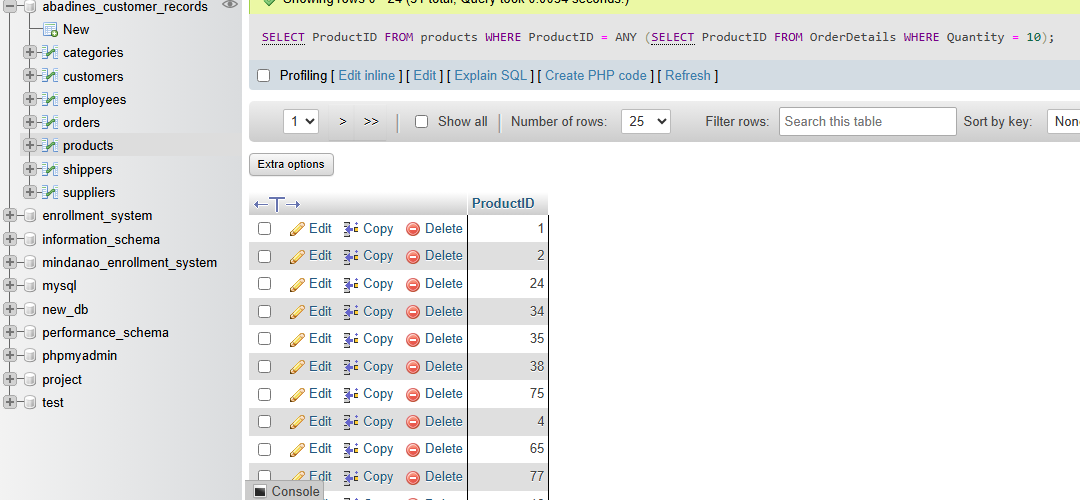 abadines_customer_records
New
categories
customers
employees
orders
products
shippers
suppliers
enrollment_system
information_schema
mindanao_enrollment_system
mysql
new_db
performance_schema
phpmyadmin
project
test
SELECT ProductID FROM products WHERE ProductID = ANY (SELECT ProductID FROM OrderDetails WHERE Quantity = 10);
Profiling [ Edit inline ] [ Edit ] [ Explain SQL ] [ Create PHP code ] [ Refresh ]
1 > >> Show all Number of rows: 25 Filter rows: Search this table Sort by key: Non
Extra options
ProductID
Edit Copy Delete 1
Edit Copy Delete 2
Edit Copy Delete 24
Edit Copy Delete 34
Edit Copy Delete 35
Edit Copy Delete 38
Edit Copy Delete 75
Edit Copy Delete 4
Edit Copy Delete 65
Edit Copy Delete 77
Console